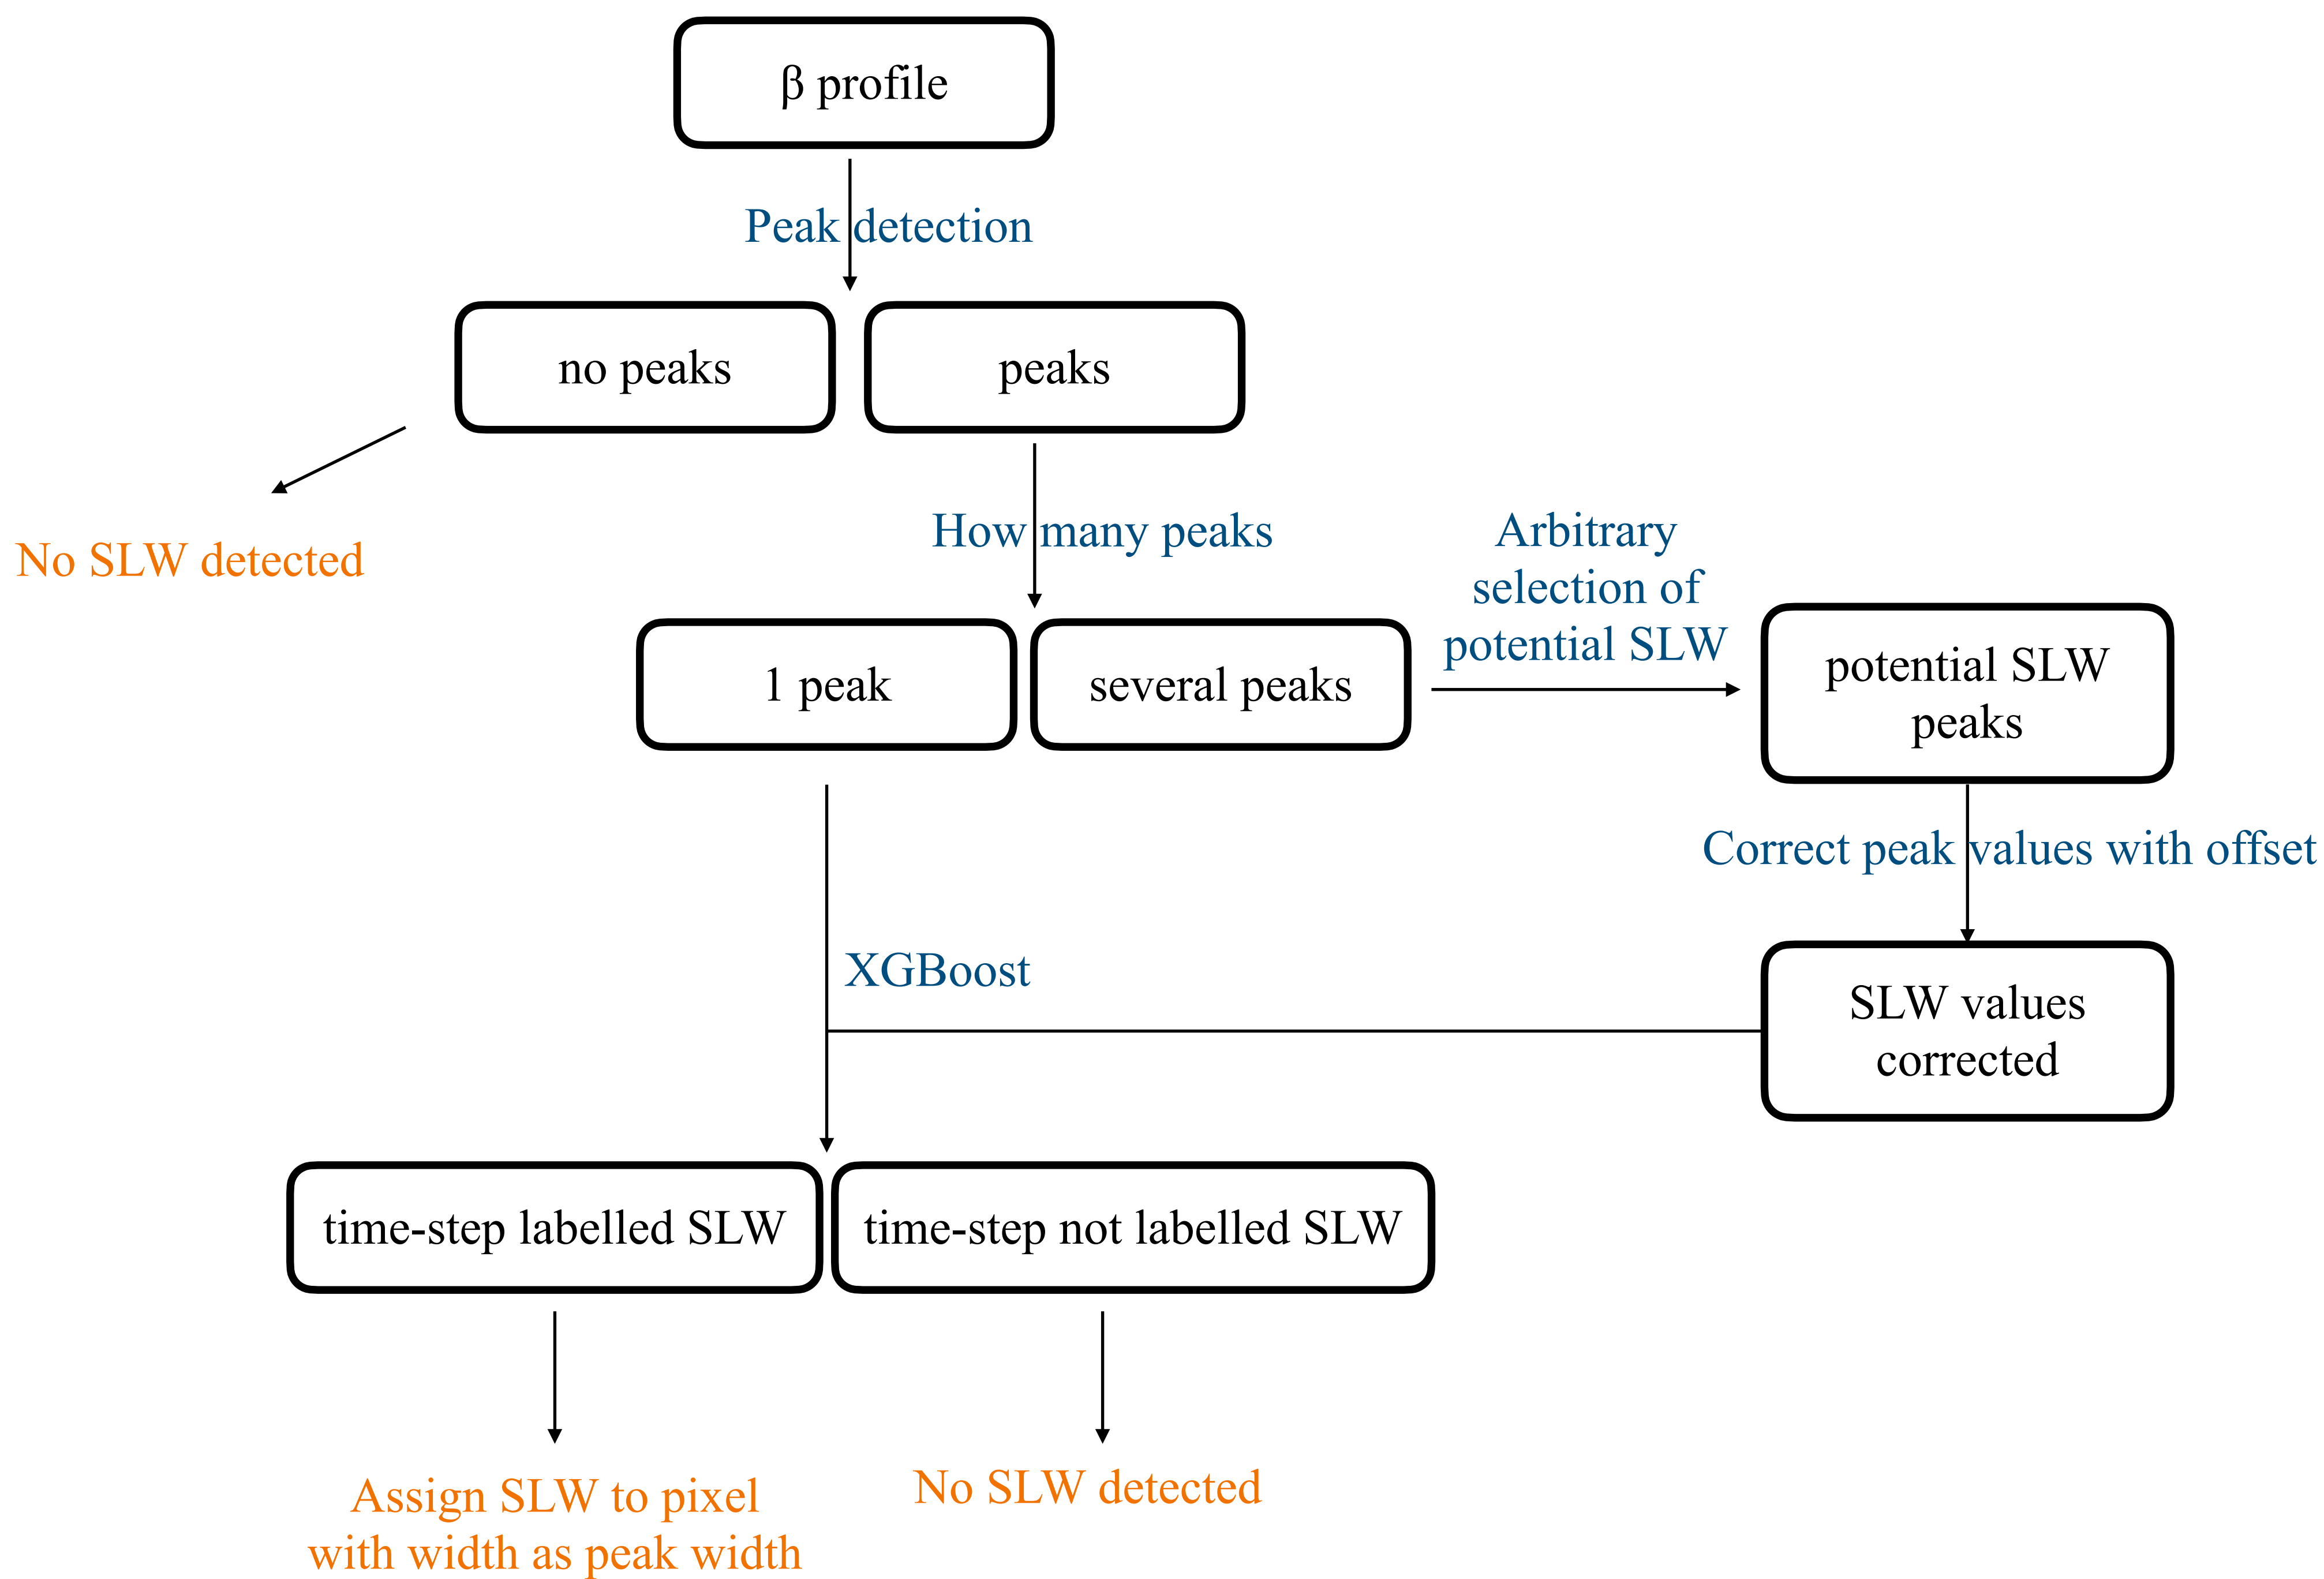 β profile
Peak detection
no peaks
peaks
No SLW detected
How many peaks
Arbitrary
selection of
potential SLW
1 peak
several peaks
potential SLW
peaks
Correct peak values with offset
XGBoost
SLW values
corrected
time-step labelled SLW
time-step not labelled SLW
Assign SLW to pixel
with width as peak width
No SLW detected